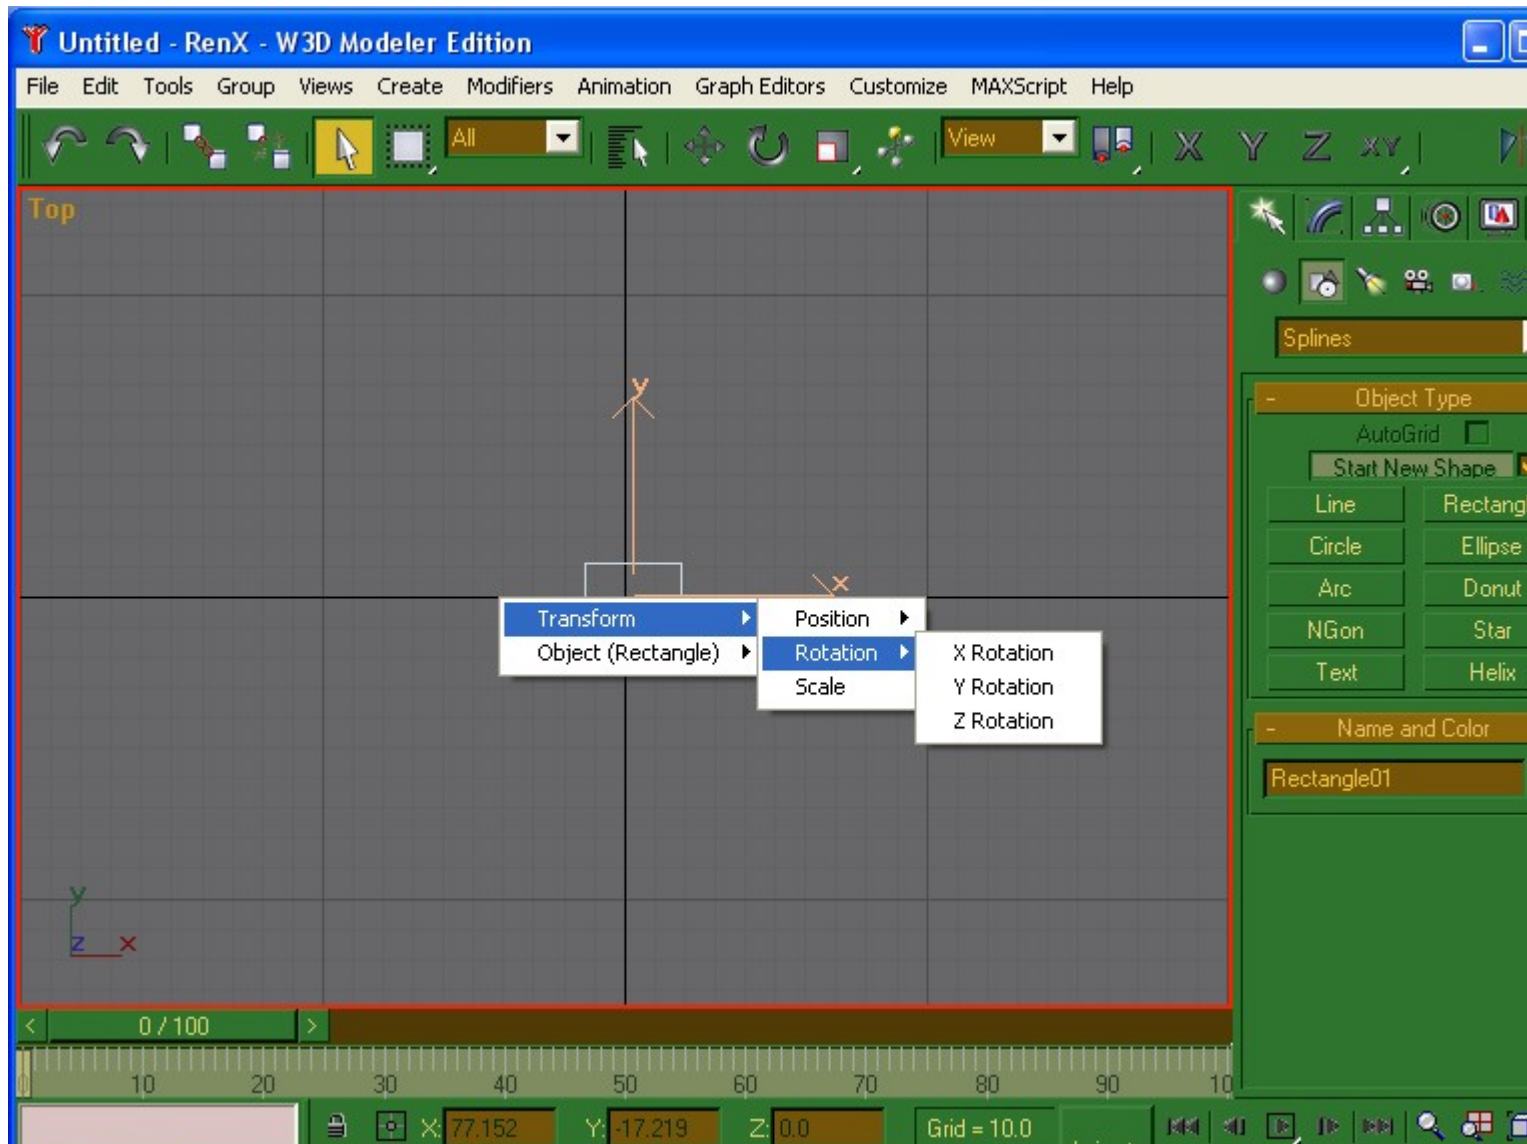 Untitled - RenX - W3D Modeler Edition
File Edit Tools Group Views Create Modifiers Animation Graph Editors Customize MAXScript Help
All View X Y Z XY
Top
Splines
y
- Object Type
AutoGrid
Start New Shape
Line Rectang
Circle Ellipse
x
Arc Donut
Transform Position
NGon Star
Object (Rectangle) Rotation X Rotation
Text Helix
Scale Y Rotation
Z Rotation
- Name and Color
Rectangle01
y
z x
< 0 / 100 >
0 10 20 30 40 50 60 70 80 90 10
X: 77.152 Y: -17.219 Z: 0.0 Grid = 10.0